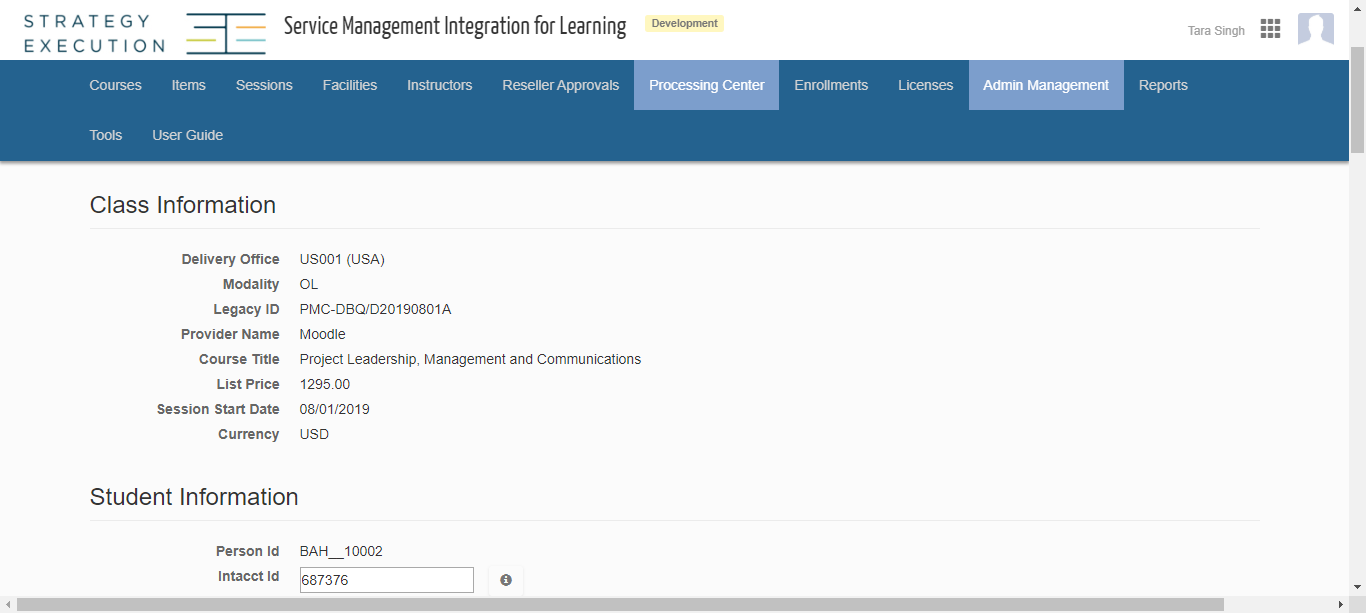 STRATEGY
EXECUTION
Service Management Integration for Learning
Development
Tara Singh
Courses Items Sessions Facilities Instructors Reseller Approvals Processing Center Enrollments Licenses Admin Management Reports
Tools User Guide
Class Information
Delivery Office US001 (USA)
Modality OL
Legacy ID PMC-DBQ/D20190801A
Provider Name Moodle
Course Title Project Leadership, Management and Communications
List Price 1295.00
Session Start Date 08/01/2019
Currency USD
Student Information
Person Id BAH__10002
Intacct Id 687376